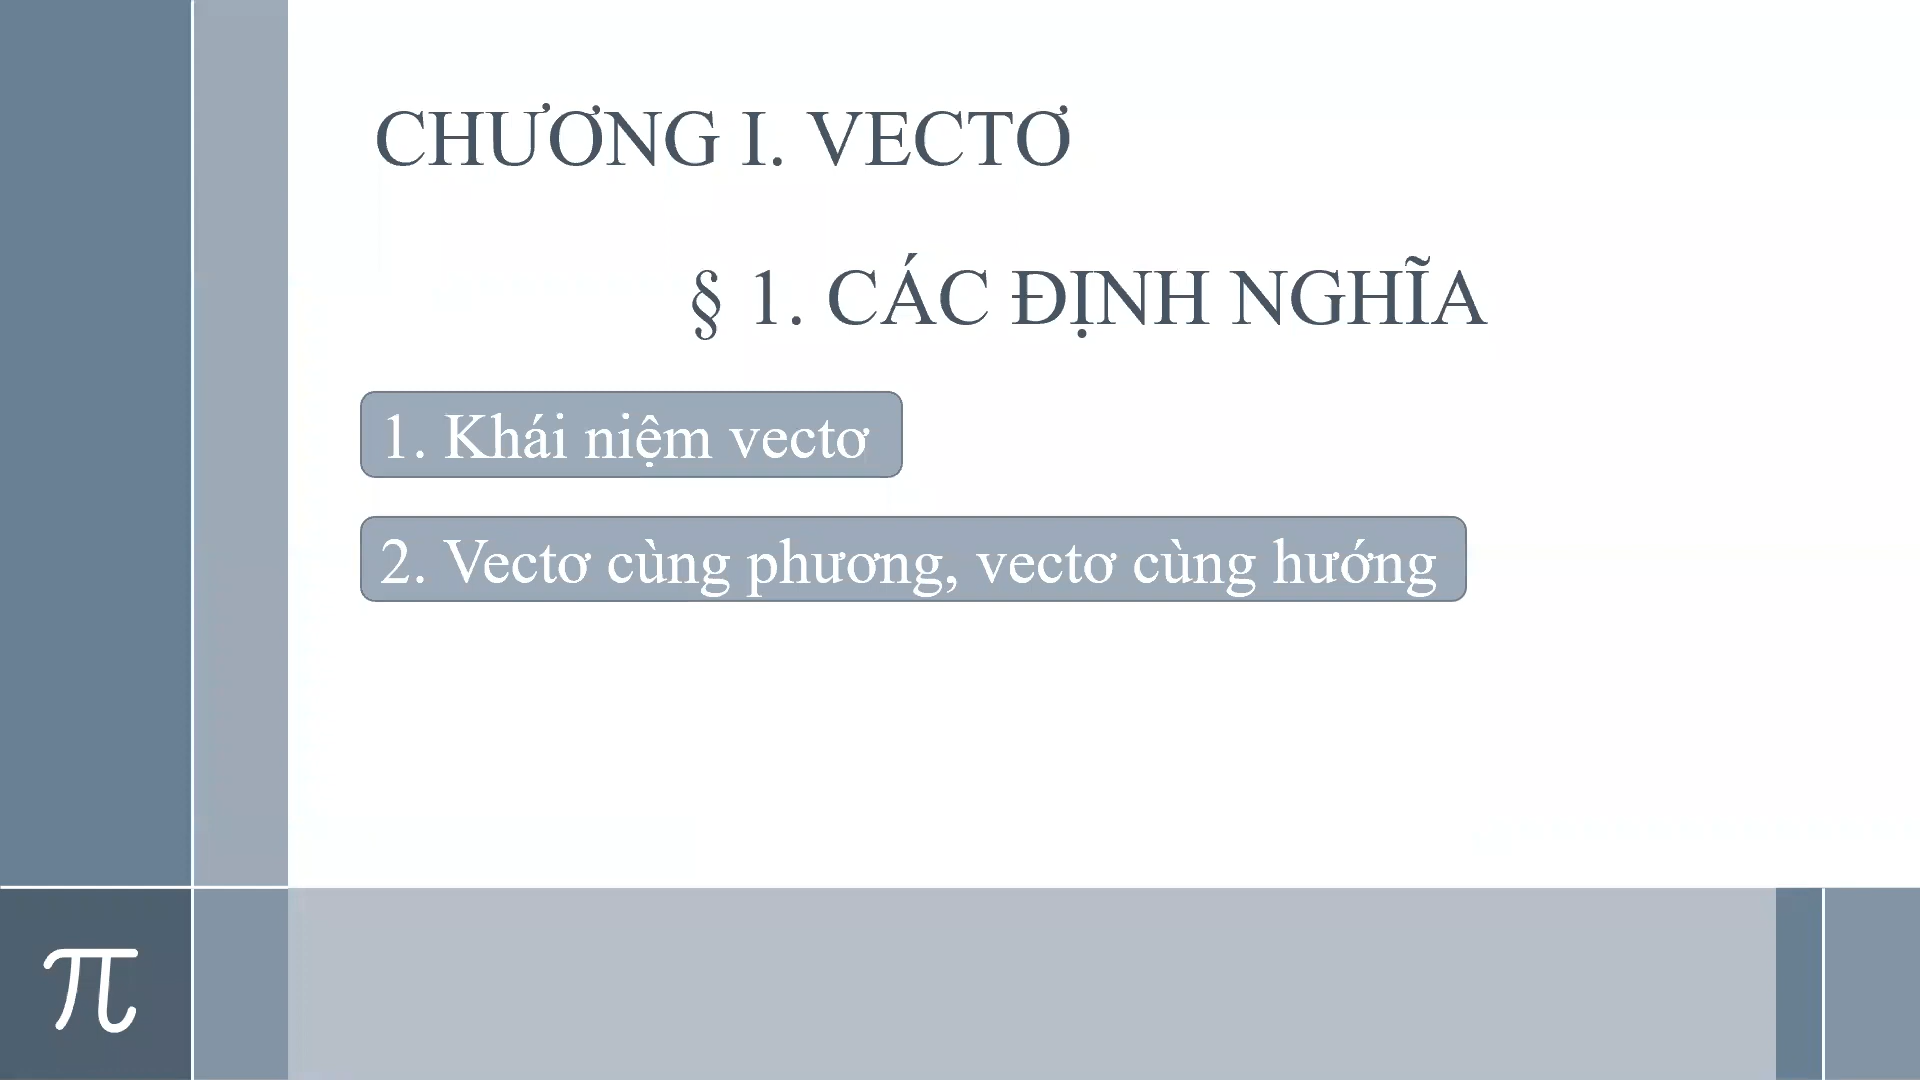 CHƯƠNG I. VECTƠ
§ 1. CÁC ĐỊNH NGHĨA
1. Khái niệm vectơ
2. Vectơ cùng phương, vectơ cùng hướng
π